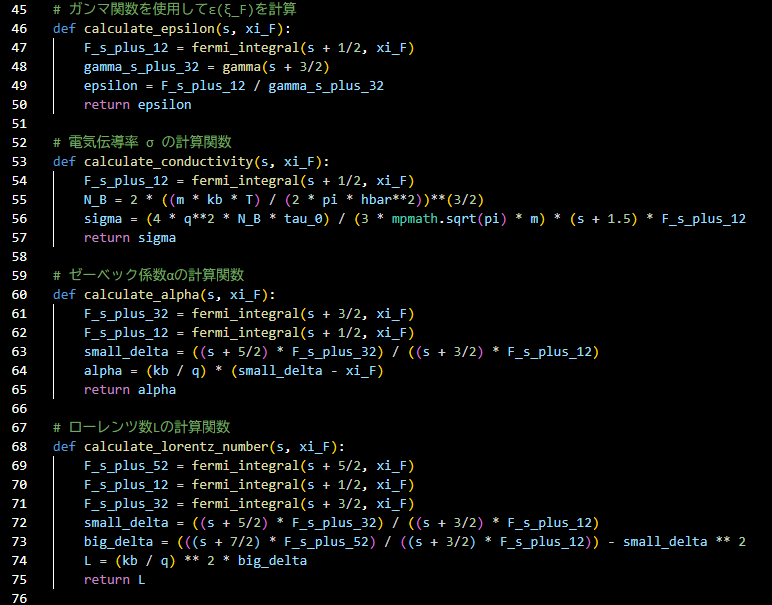 45 # ガンマ関数を使用してε(ξ_F)を計算
46 def calculate_epsilon(s, xi_F):
47     F_s_plus_12 = fermi_integral(s + 1/2, xi_F)
48     gamma_s_plus_32 = gamma(s + 3/2)
49     epsilon = F_s_plus_12 / gamma_s_plus_32
50     return epsilon
51
52 # 電気伝導率 σ の計算関数
53 def calculate_conductivity(s, xi_F):
54     F_s_plus_12 = fermi_integral(s + 1/2, xi_F)
55     N_B = 2 * ((m * kb * T) / (2 * pi * hbar**2))**(3/2)
56     sigma = (4 * q**2 * N_B * tau_0) / (3 * mpmath.sqrt(pi) * m) * (s + 1.5) * F_s_plus_12
57     return sigma
58
59 # ゼーベック係数αの計算関数
60 def calculate_alpha(s, xi_F):
61     F_s_plus_32 = fermi_integral(s + 3/2, xi_F)
62     F_s_plus_12 = fermi_integral(s + 1/2, xi_F)
63     small_delta = ((s + 5/2) * F_s_plus_32) / ((s + 3/2) * F_s_plus_12)
64     alpha = (kb / q) * (small_delta - xi_F)
65     return alpha
66
67 # ローレンツ数Lの計算関数
68 def calculate_lorentz_number(s, xi_F):
69     F_s_plus_52 = fermi_integral(s + 5/2, xi_F)
70     F_s_plus_12 = fermi_integral(s + 1/2, xi_F)
71     F_s_plus_32 = fermi_integral(s + 3/2, xi_F)
72     small_delta = ((s + 5/2) * F_s_plus_32) / ((s + 3/2) * F_s_plus_12)
73     big_delta = (((s + 7/2) * F_s_plus_52) / ((s + 3/2) * F_s_plus_12)) - small_delta ** 2
74     L = (kb / q) ** 2 * big_delta
75     return L
76